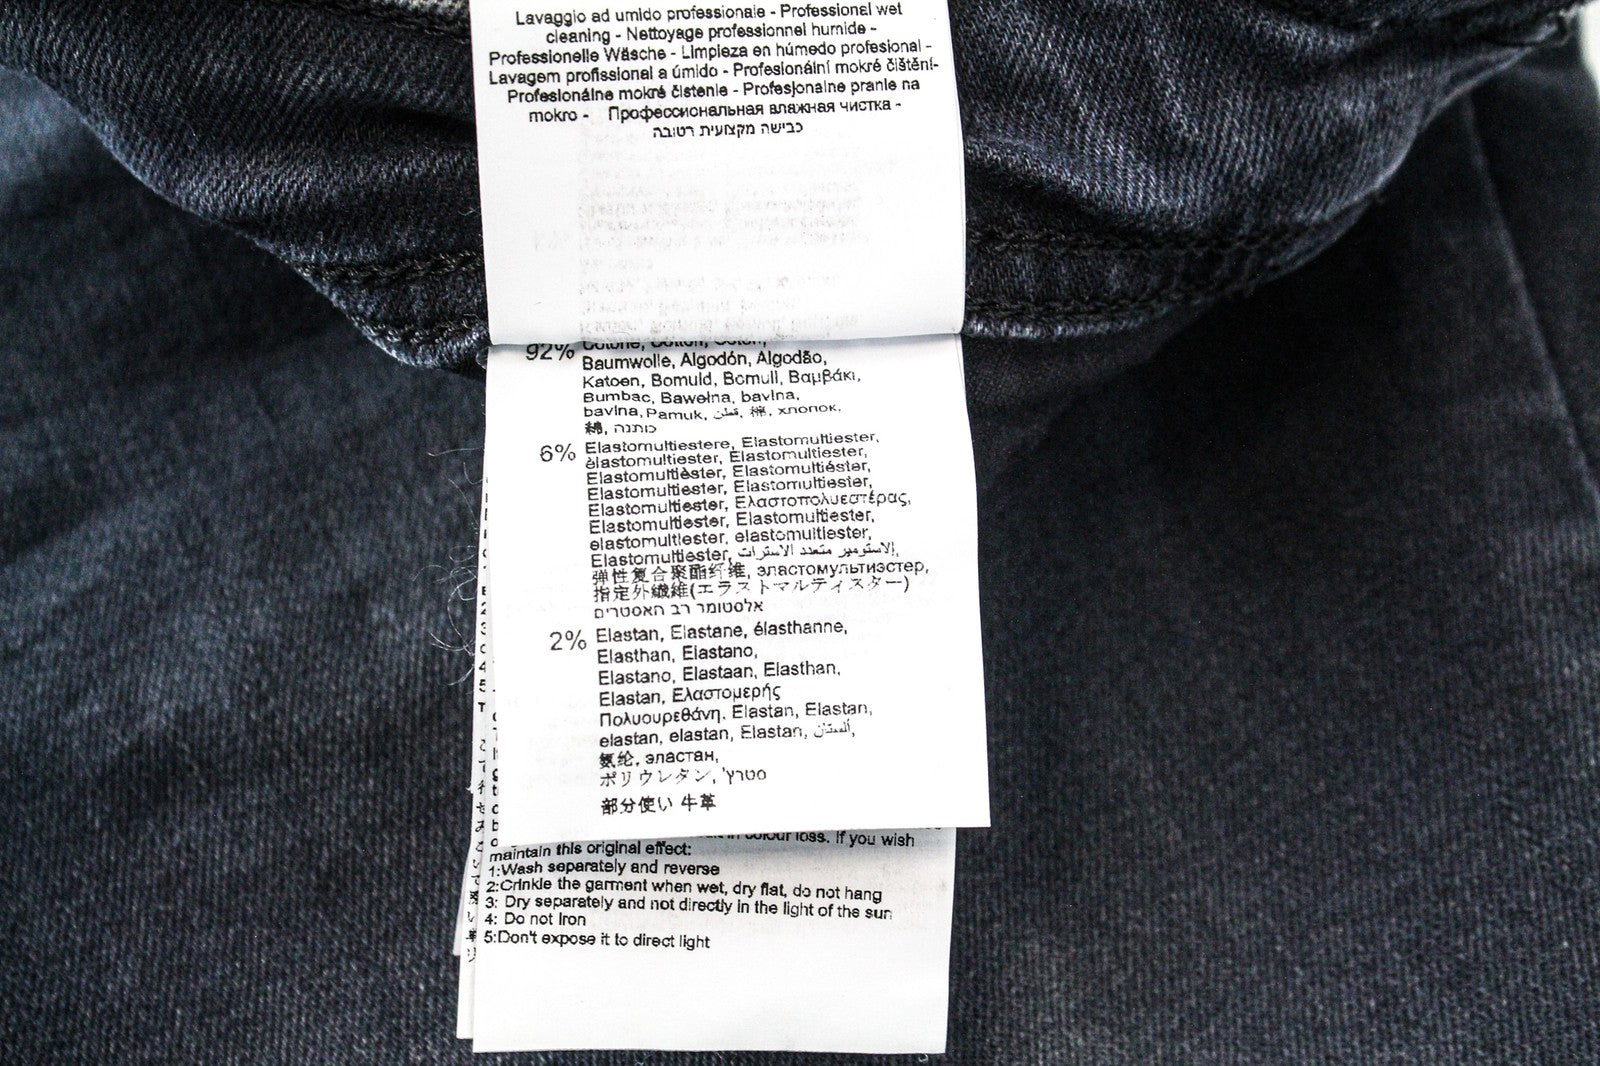 Lavaggio ad umido professionale - Professional wet
cleaning - Nettoyage professionnel humide -
Professionelle Wäsche - Limpieza en húmedo profesional -
Lavagem profissional a úmido - Profesionální mokré čištění-
Profesionálne mokré čistenie - Profesjonalne pranie na
mokro - Профессиональная влажная чистка -
כבישה מקצועית רטובה
92% Cotone, Cotton, Coton,
Baumwolle, Algodón, Algodão,
Katoen, Bomuld, Bomull, Βαμβάκι,
Bumbac, Bawełna, bavlna,
bavlna, Pamuk, قطن, 棉, хлопок,
綿, כותנה
6% Elastomultiestere, Elastomultiester,
élastomultiester, Elastomultiester,
Elastomultièster, Elastomultiéster,
Elastomultiester, Elastomultiester,
Elastomultiester, Ελαστοπολυεστέρας,
Elastomultiester, Elastomultiester,
elastomultiester, elastomultiester,
Elastomultiester, الاستومير متعدد الاسترات,
弹性复合聚酯纤维, эластомультиэстер,
指定外繊維(エラストマルティスター)
אלסטומר רב האסטרים
2% Elastan, Elastane, élasthanne,
Elasthan, Elastano,
Elastano, Elastaan, Elasthan,
Elastan, Ελαστομερής
Πολυουρεθάνη, Elastan, Elastan,
elastan, elastan, Elastan, ألستان,
氨纶, эластан,
ポリウレタン, סטרץ'
部分使い 牛革
in colour loss. If you wish
maintain this original effect:
1:Wash separately and reverse
2:Crinkle the garment when wet, dry flat, do not hang
3: Dry separately and not directly in the light of the sun
4: Do not Iron
5:Don't expose it to direct light